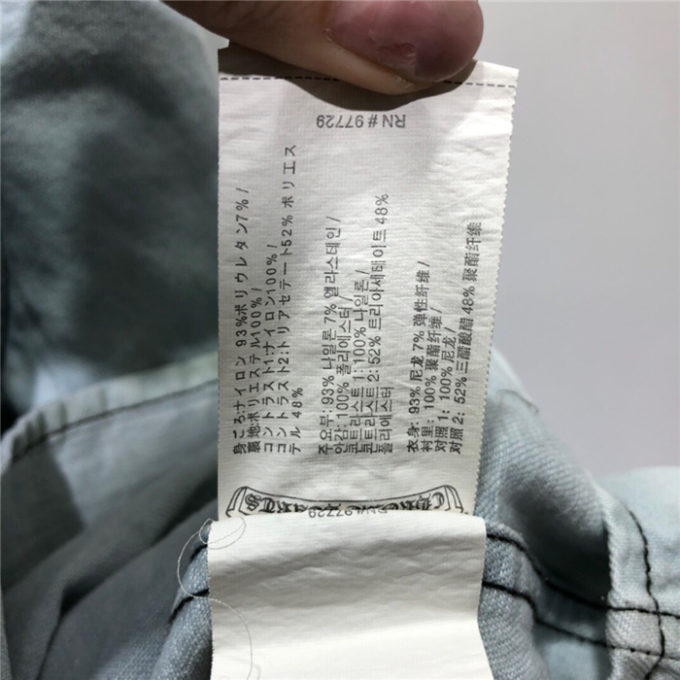 RN # 97729
身ごろ:ナイロン 93%ポリウレタン7% /
裏地:ポリエステル100% /
コントラスト1:ナイロン100% /
コントラスト2:トリアセテート52% ポリエス
テル 48%
주요부: 93% 나일론 7% 엘라스테인 /
안감: 100% 폴리에스터 /
콘트라스트 1: 100% 나일론 /
콘트라스트 2: 52% 트리아세테이트 48%
폴리에스터
衣身: 93% 尼龙 7% 弹性纤维 /
衬里: 100% 聚酯纤维 /
对照 1: 100% 尼龙 /
对照 2: 52% 三醋酸酯 48% 聚酯纤维
RN# 97729